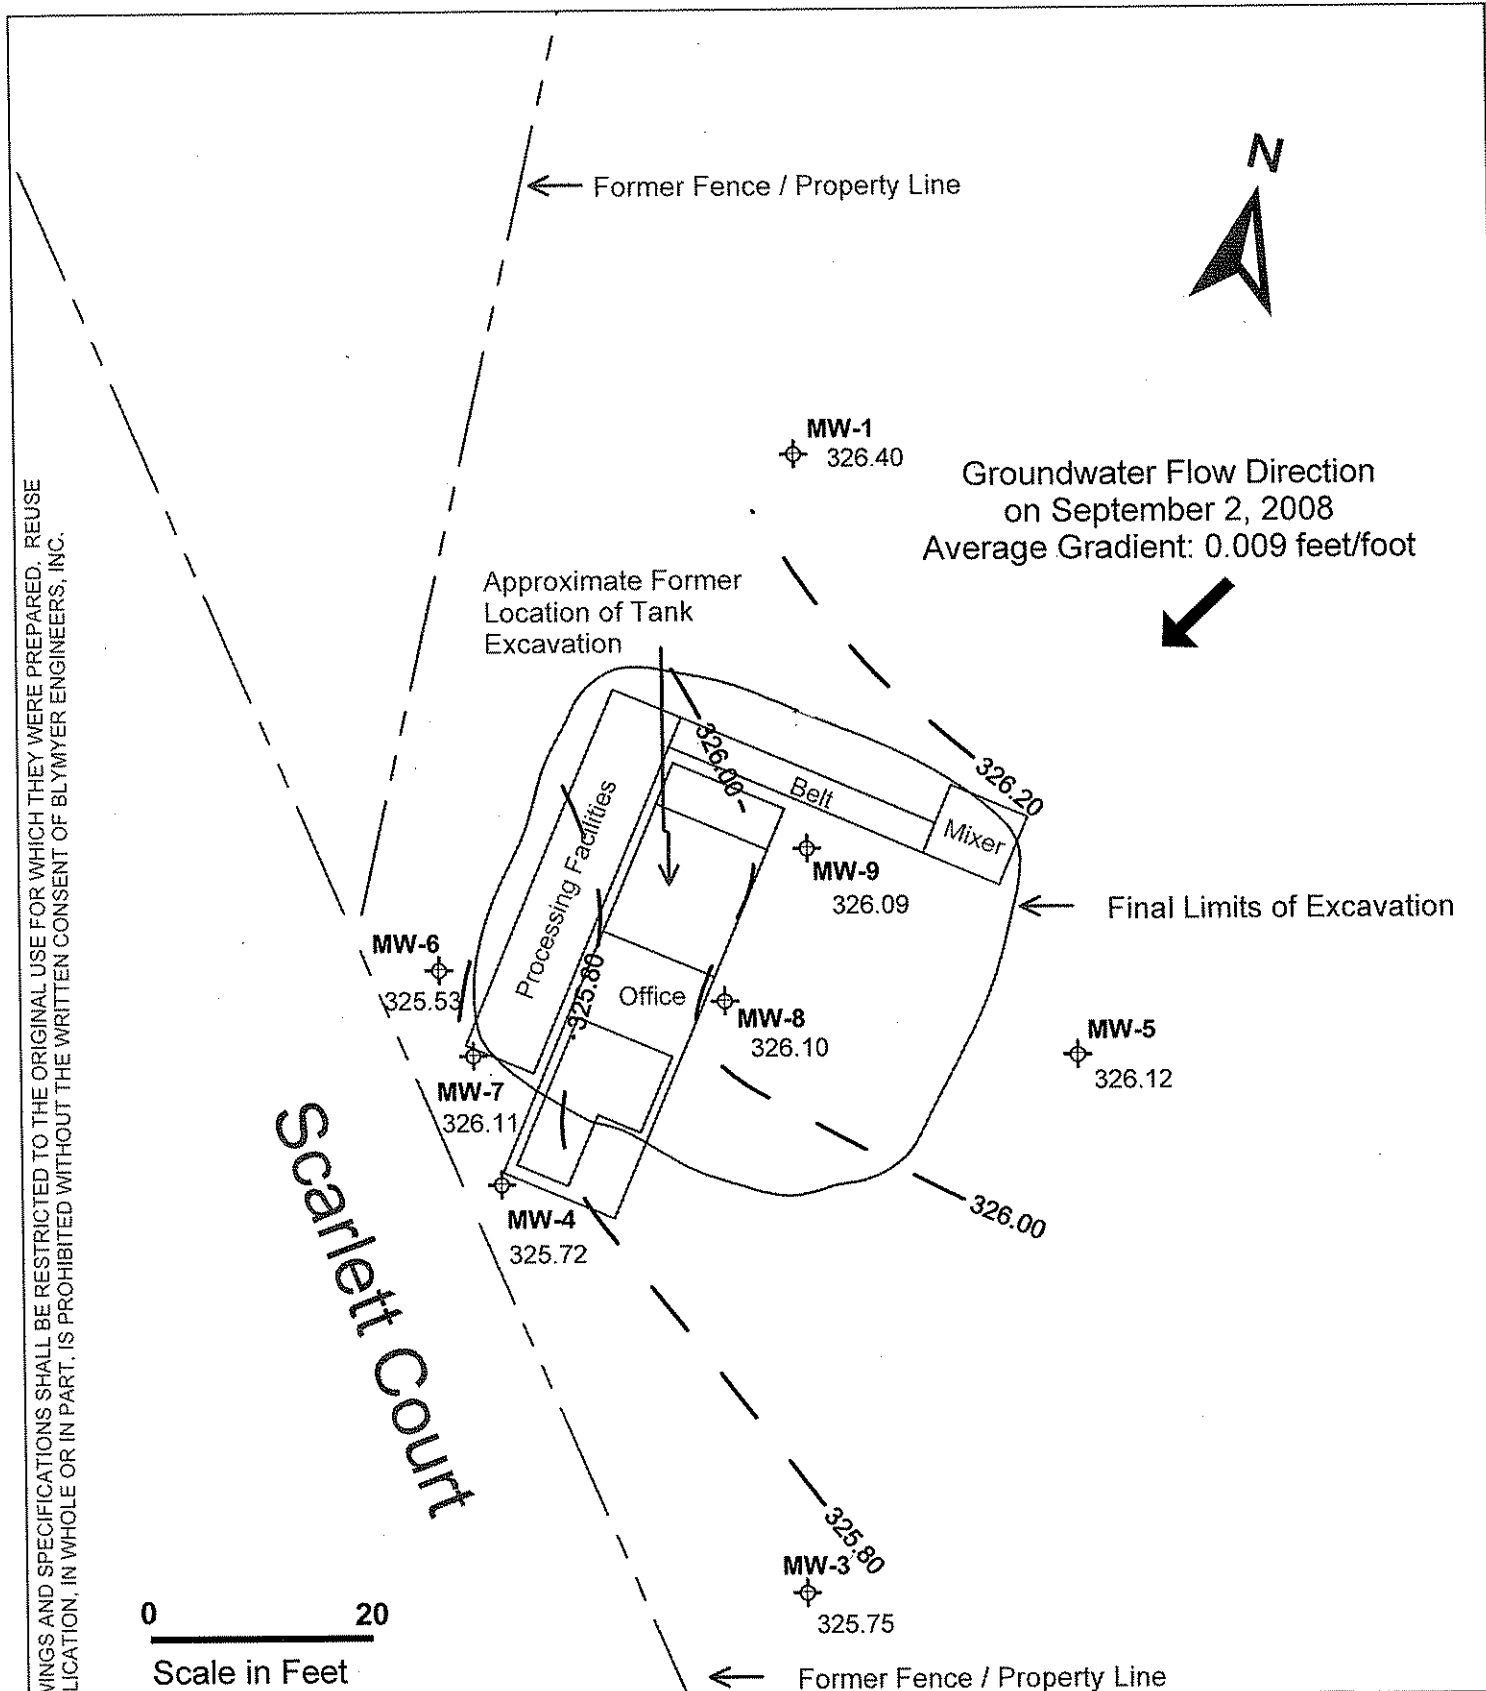 N
Former Fence / Property Line
MW-1
326.40
Groundwater Flow Direction
on September 2, 2008
Average Gradient: 0.009 feet/foot
Approximate Former
Location of Tank
Excavation
326.00
326.20
Belt
Mixer
Processing Facilities
MW-9
326.09
Final Limits of Excavation
MW-6
325.53
325.80
Office
MW-8
326.10
MW-5
326.12
MW-7
326.11
326.00
MW-4
325.72
Scarlett Court
325.80
MW-3
325.75
0 20
Scale in Feet
Former Fence / Property Line
AND SPECIFICATIONS SHALL BE RESTRICTED TO THE ORIGINAL USE FOR WHICH THEY WERE PREPARED. REUSE
IN WHOLE OR IN PART, IS PROHIBITED WITHOUT THE WRITTEN CONSENT OF BLYMYER ENGINEERS, INC.